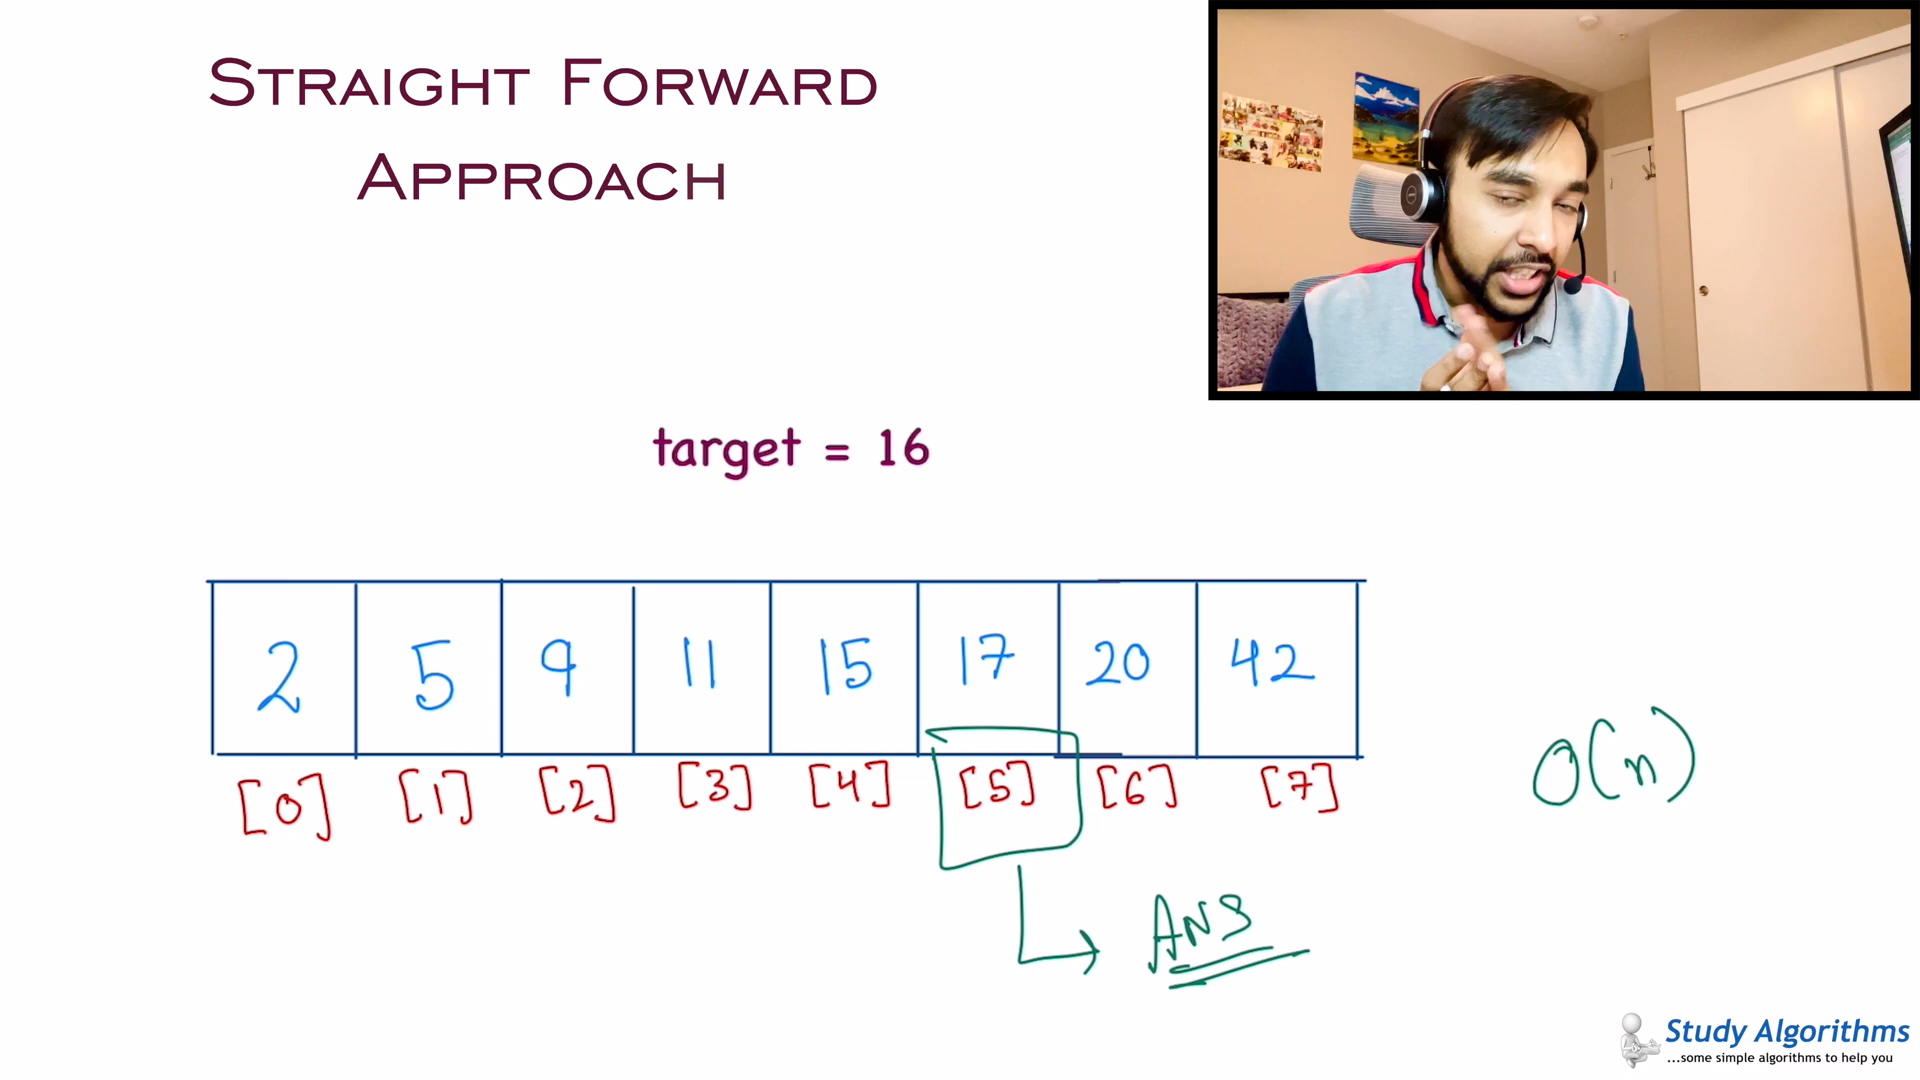 STRAIGHT FORWARD
APPROACH
target = 16
2 5 9 11 15 17 20 42
[0] [1] [2] [3] [4] [5] [6] [7]
O(n)
ANS
Study Algorithms
...some simple algorithms to help you